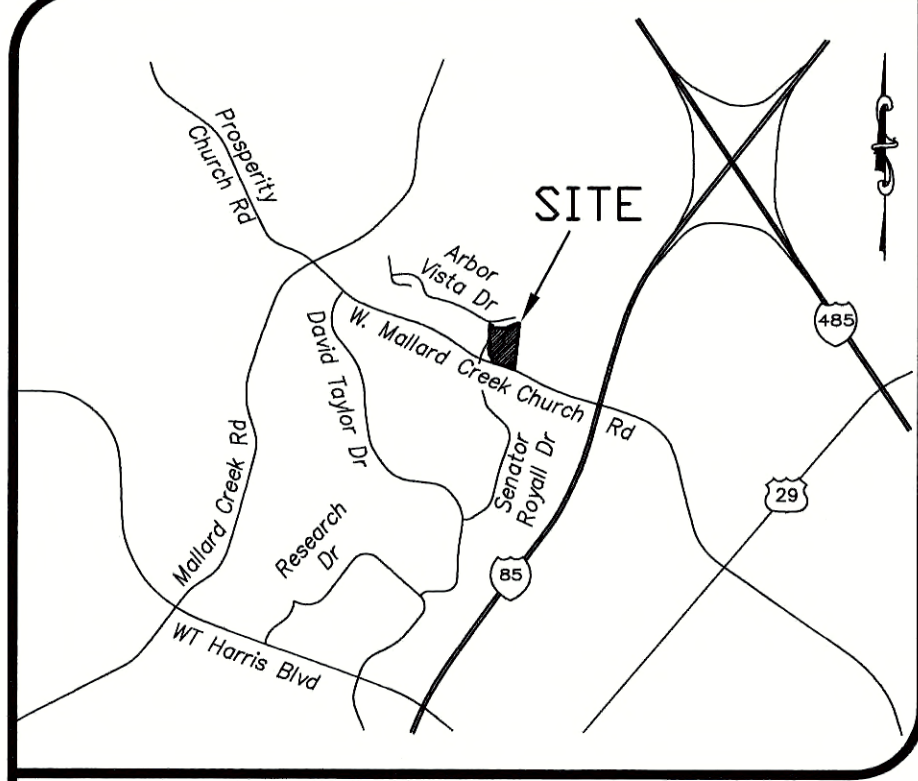 Prosperity
Church Rd
SITE
Arbor
Vista Dr
W. Mallard Creek Church Rd
David Taylor Dr
485
Mallard Creek Rd
Senator
Royall Dr
29
Research
Dr
85
WT Harris Blvd